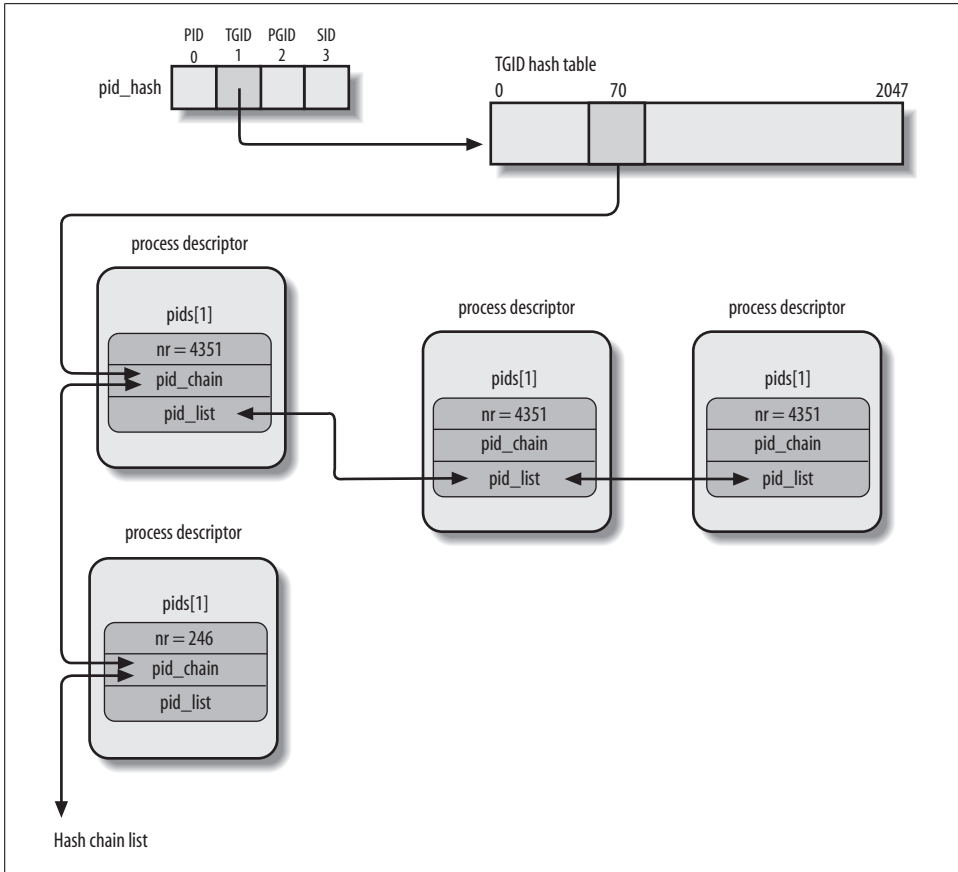 PID TGID PGID SID
0 1 2 3
pid_hash
TGID hash table
0 70 2047
process descriptor
pids[1]
nr = 4351
pid_chain
pid_list
process descriptor
pids[1]
nr = 4351
pid_chain
pid_list
process descriptor
pids[1]
nr = 4351
pid_chain
pid_list
process descriptor
pids[1]
nr = 246
pid_chain
pid_list
Hash chain list